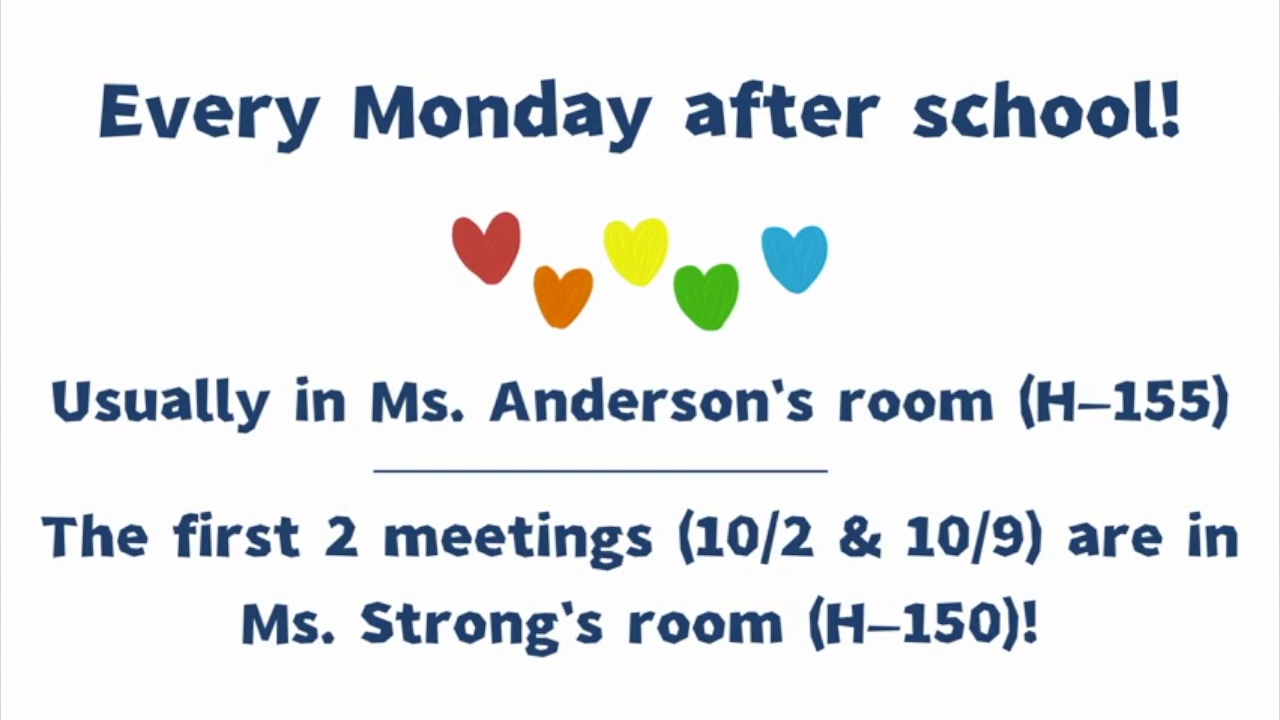 Every Monday after school!
Usually in Ms. Anderson's room (H–155)
The first 2 meetings (10/2 & 10/9) are in
Ms. Strong's room (H–150)!